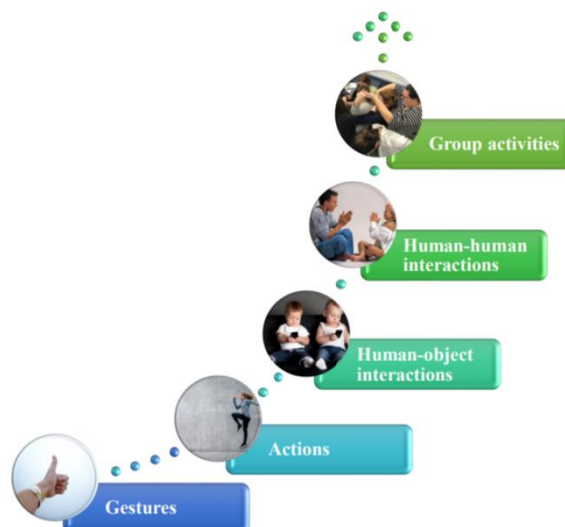 Group activities
Human-human
interactions
Human-object
interactions
Actions
Gestures